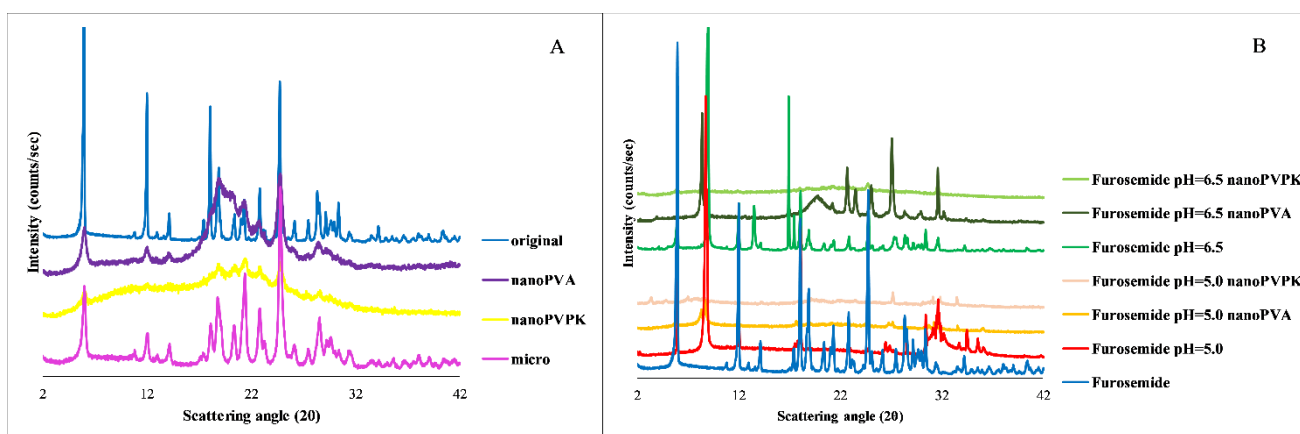 A
Intensity (counts/sec)
original
nanoPVA
nanoPVPK
micro
2 12 22 32 42
Scattering angle (2θ)
B
Intensity (counts/sec)
Furosemide pH=6.5 nanoPVPK
Furosemide pH=6.5 nanoPVA
Furosemide pH=6.5
Furosemide pH=5.0 nanoPVPK
Furosemide pH=5.0 nanoPVA
Furosemide pH=5.0
Furosemide
2 12 22 32 42
Scattering angle (2θ)